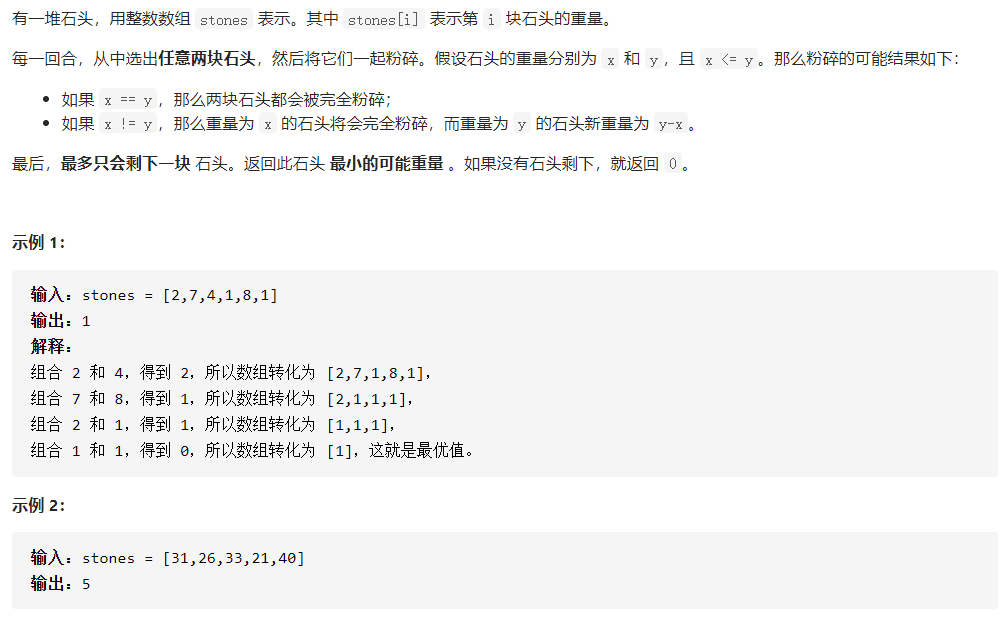 有一堆石头，用整数数组 stones 表示。其中 stones[i] 表示第 i 块石头的重量。
每一回合，从中选出任意两块石头，然后将它们一起粉碎。假设石头的重量分别为 x 和 y，且 x <= y。那么粉碎的可能结果如下：
• 如果 x == y，那么两块石头都会被完全粉碎；
• 如果 x != y，那么重量为 x 的石头将会完全粉碎，而重量为 y 的石头新重量为 y-x。
最后，最多只会剩下一块 石头。返回此石头 最小的可能重量 。如果没有石头剩下，就返回 0。
示例 1：
输入：stones = [2,7,4,1,8,1]
输出：1
解释：
组合 2 和 4，得到 2，所以数组转化为 [2,7,1,8,1]，
组合 7 和 8，得到 1，所以数组转化为 [2,1,1,1]，
组合 2 和 1，得到 1，所以数组转化为 [1,1,1]，
组合 1 和 1，得到 0，所以数组转化为 [1]，这就是最优值。
示例 2：
输入：stones = [31,26,33,21,40]
输出：5